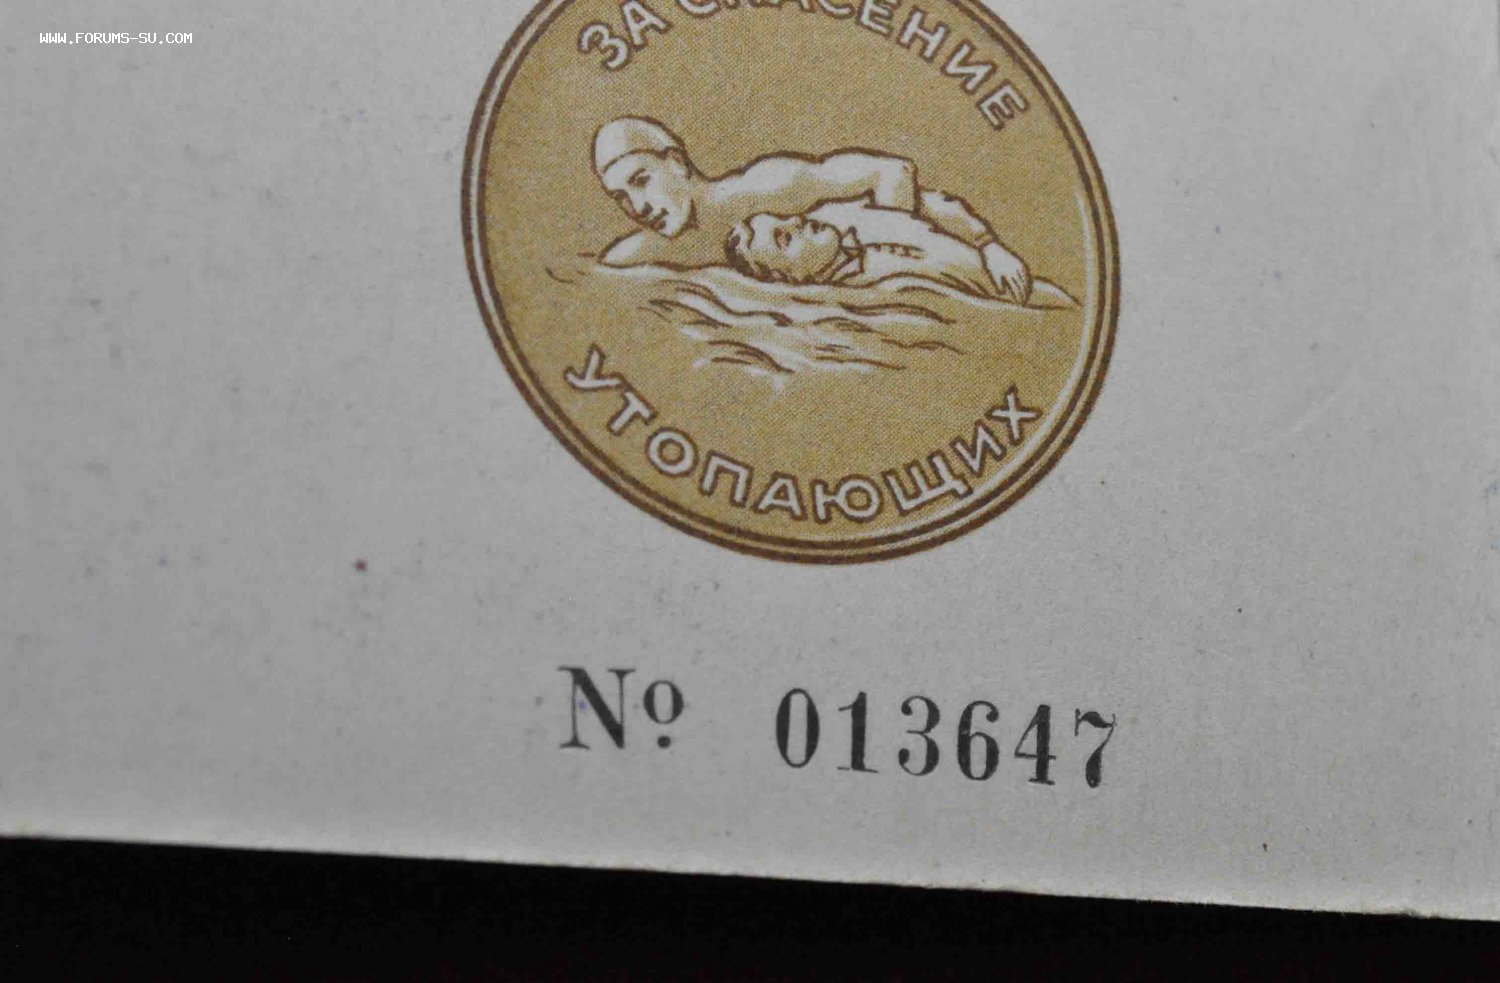 WWW.FORUMS-SU.COM
ЗА СПАСЕНИЕ
УТОПАЮЩИХ
№ 013647